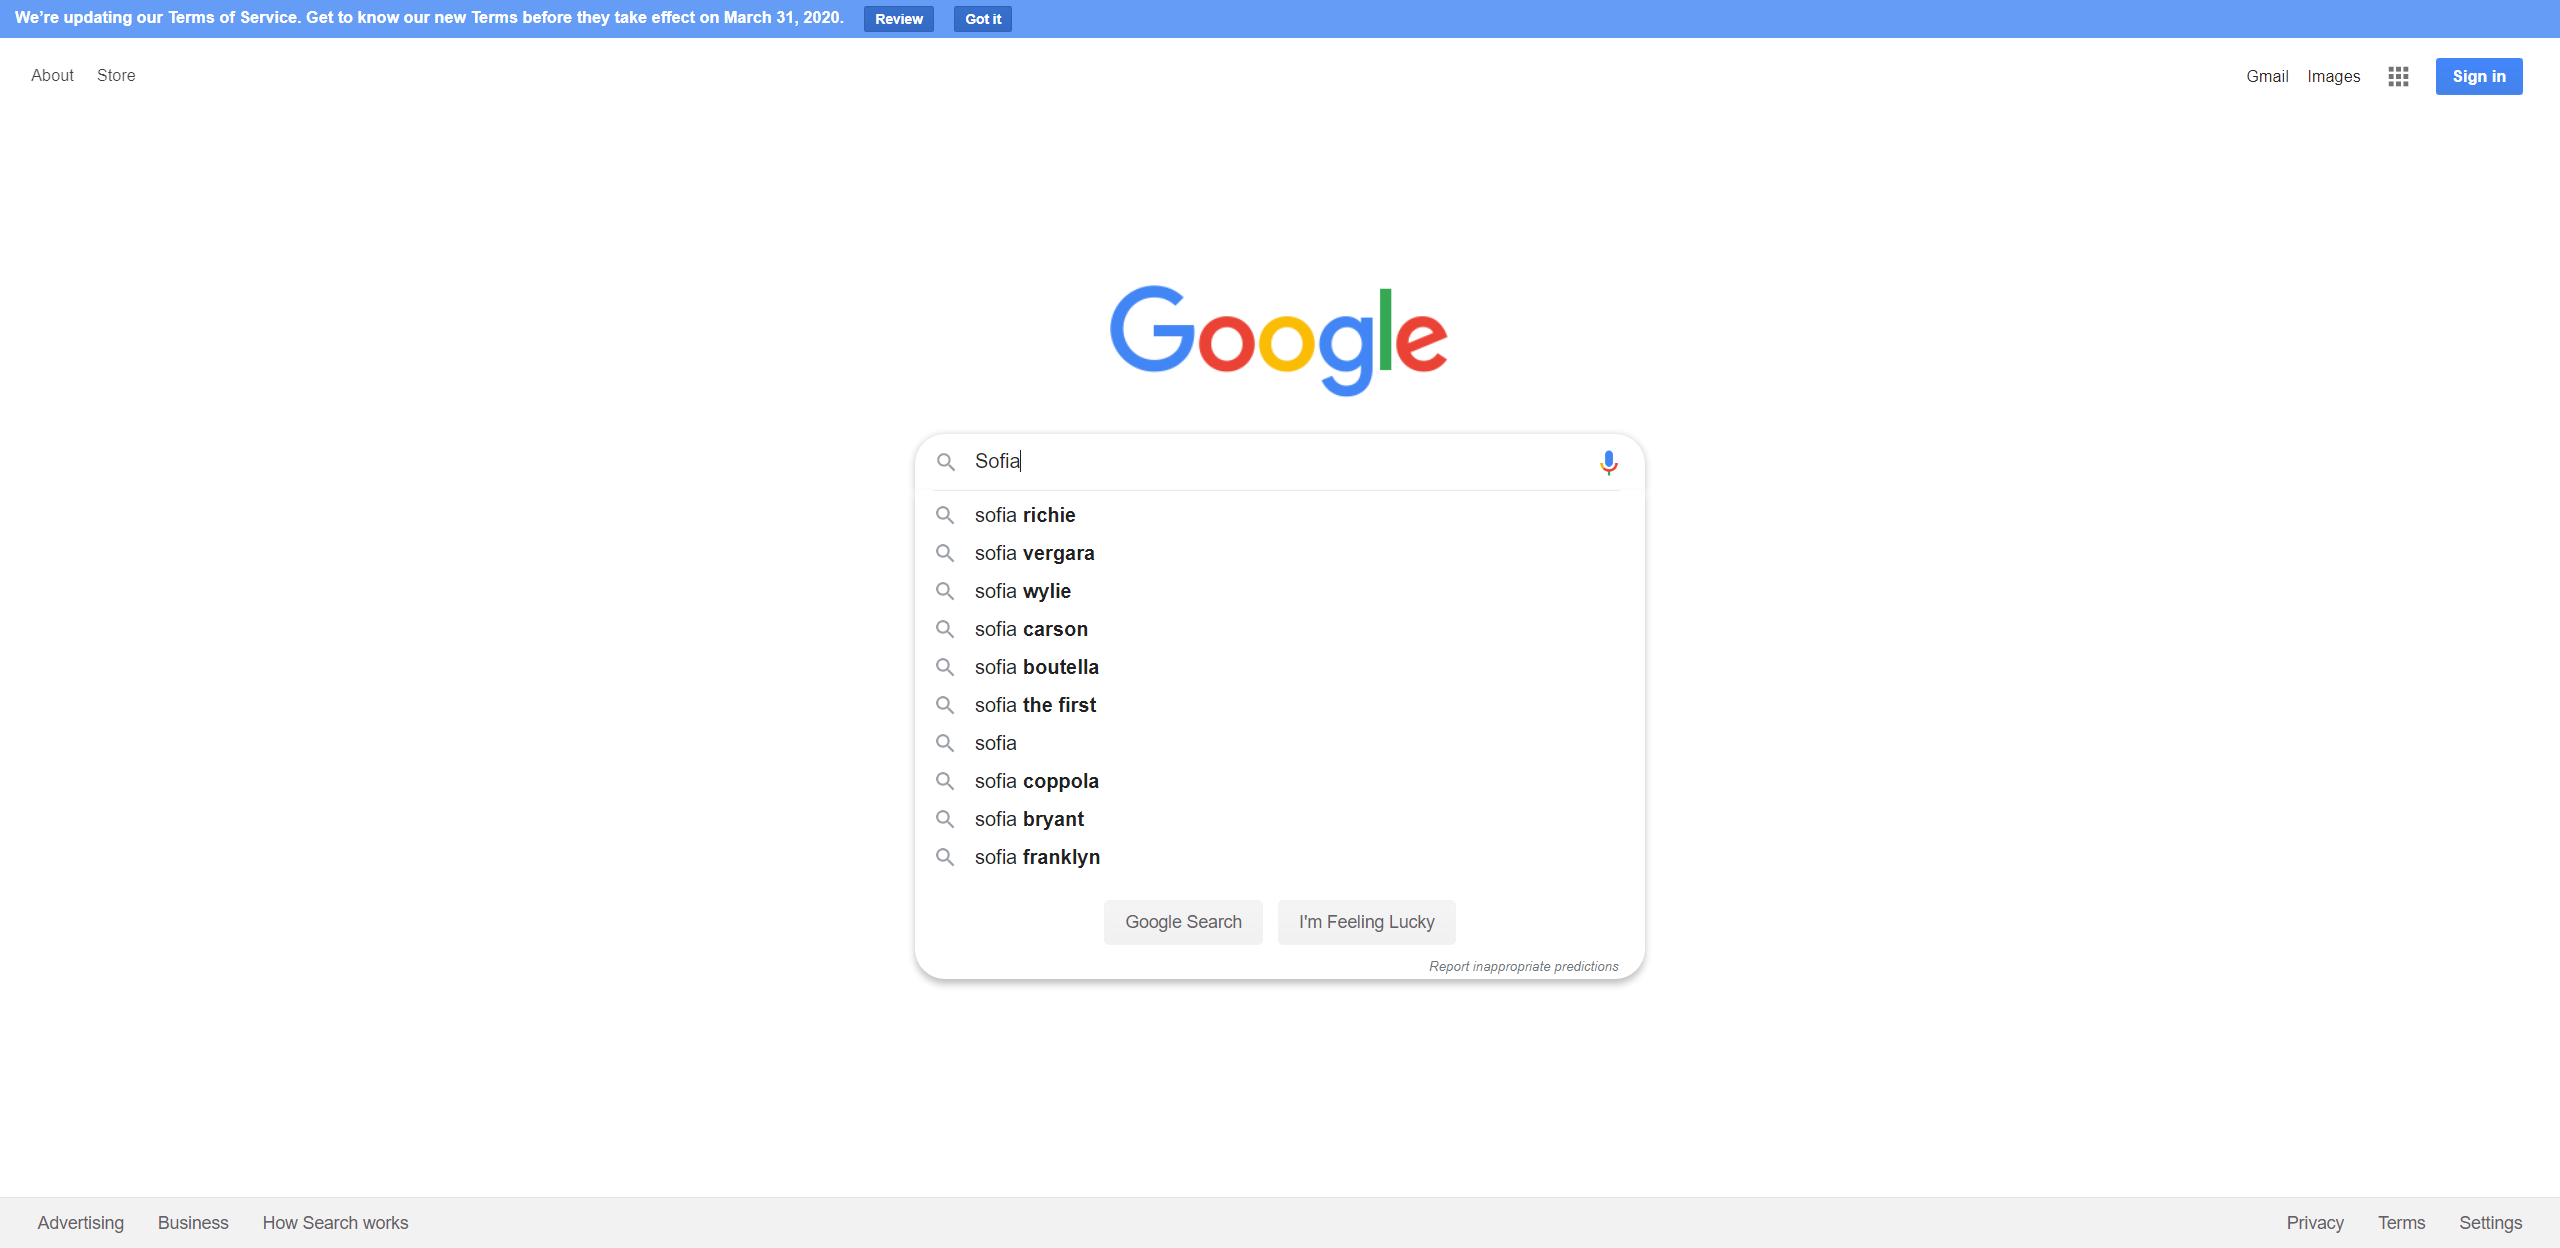 We're updating our Terms of Service. Get to know our new Terms before they take effect on March 31, 2020. Review Got it
About Store Gmail Images Sign in
Google
Sofia
sofia richie
sofia vergara
sofia wylie
sofia carson
sofia boutella
sofia the first
sofia
sofia coppola
sofia bryant
sofia franklyn
Google Search I'm Feeling Lucky
Report inappropriate predictions
Advertising Business How Search works Privacy Terms Settings